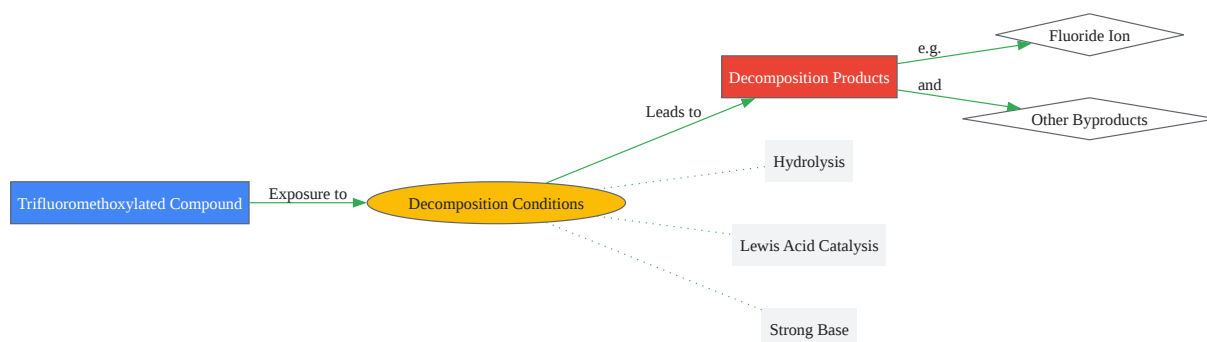 Trifluoromethoxylated Compound
Exposure to
Decomposition Conditions
Leads to
Decomposition Products
e.g.
Fluoride Ion
and
Other Byproducts
Hydrolysis
Lewis Acid Catalysis
Strong Base